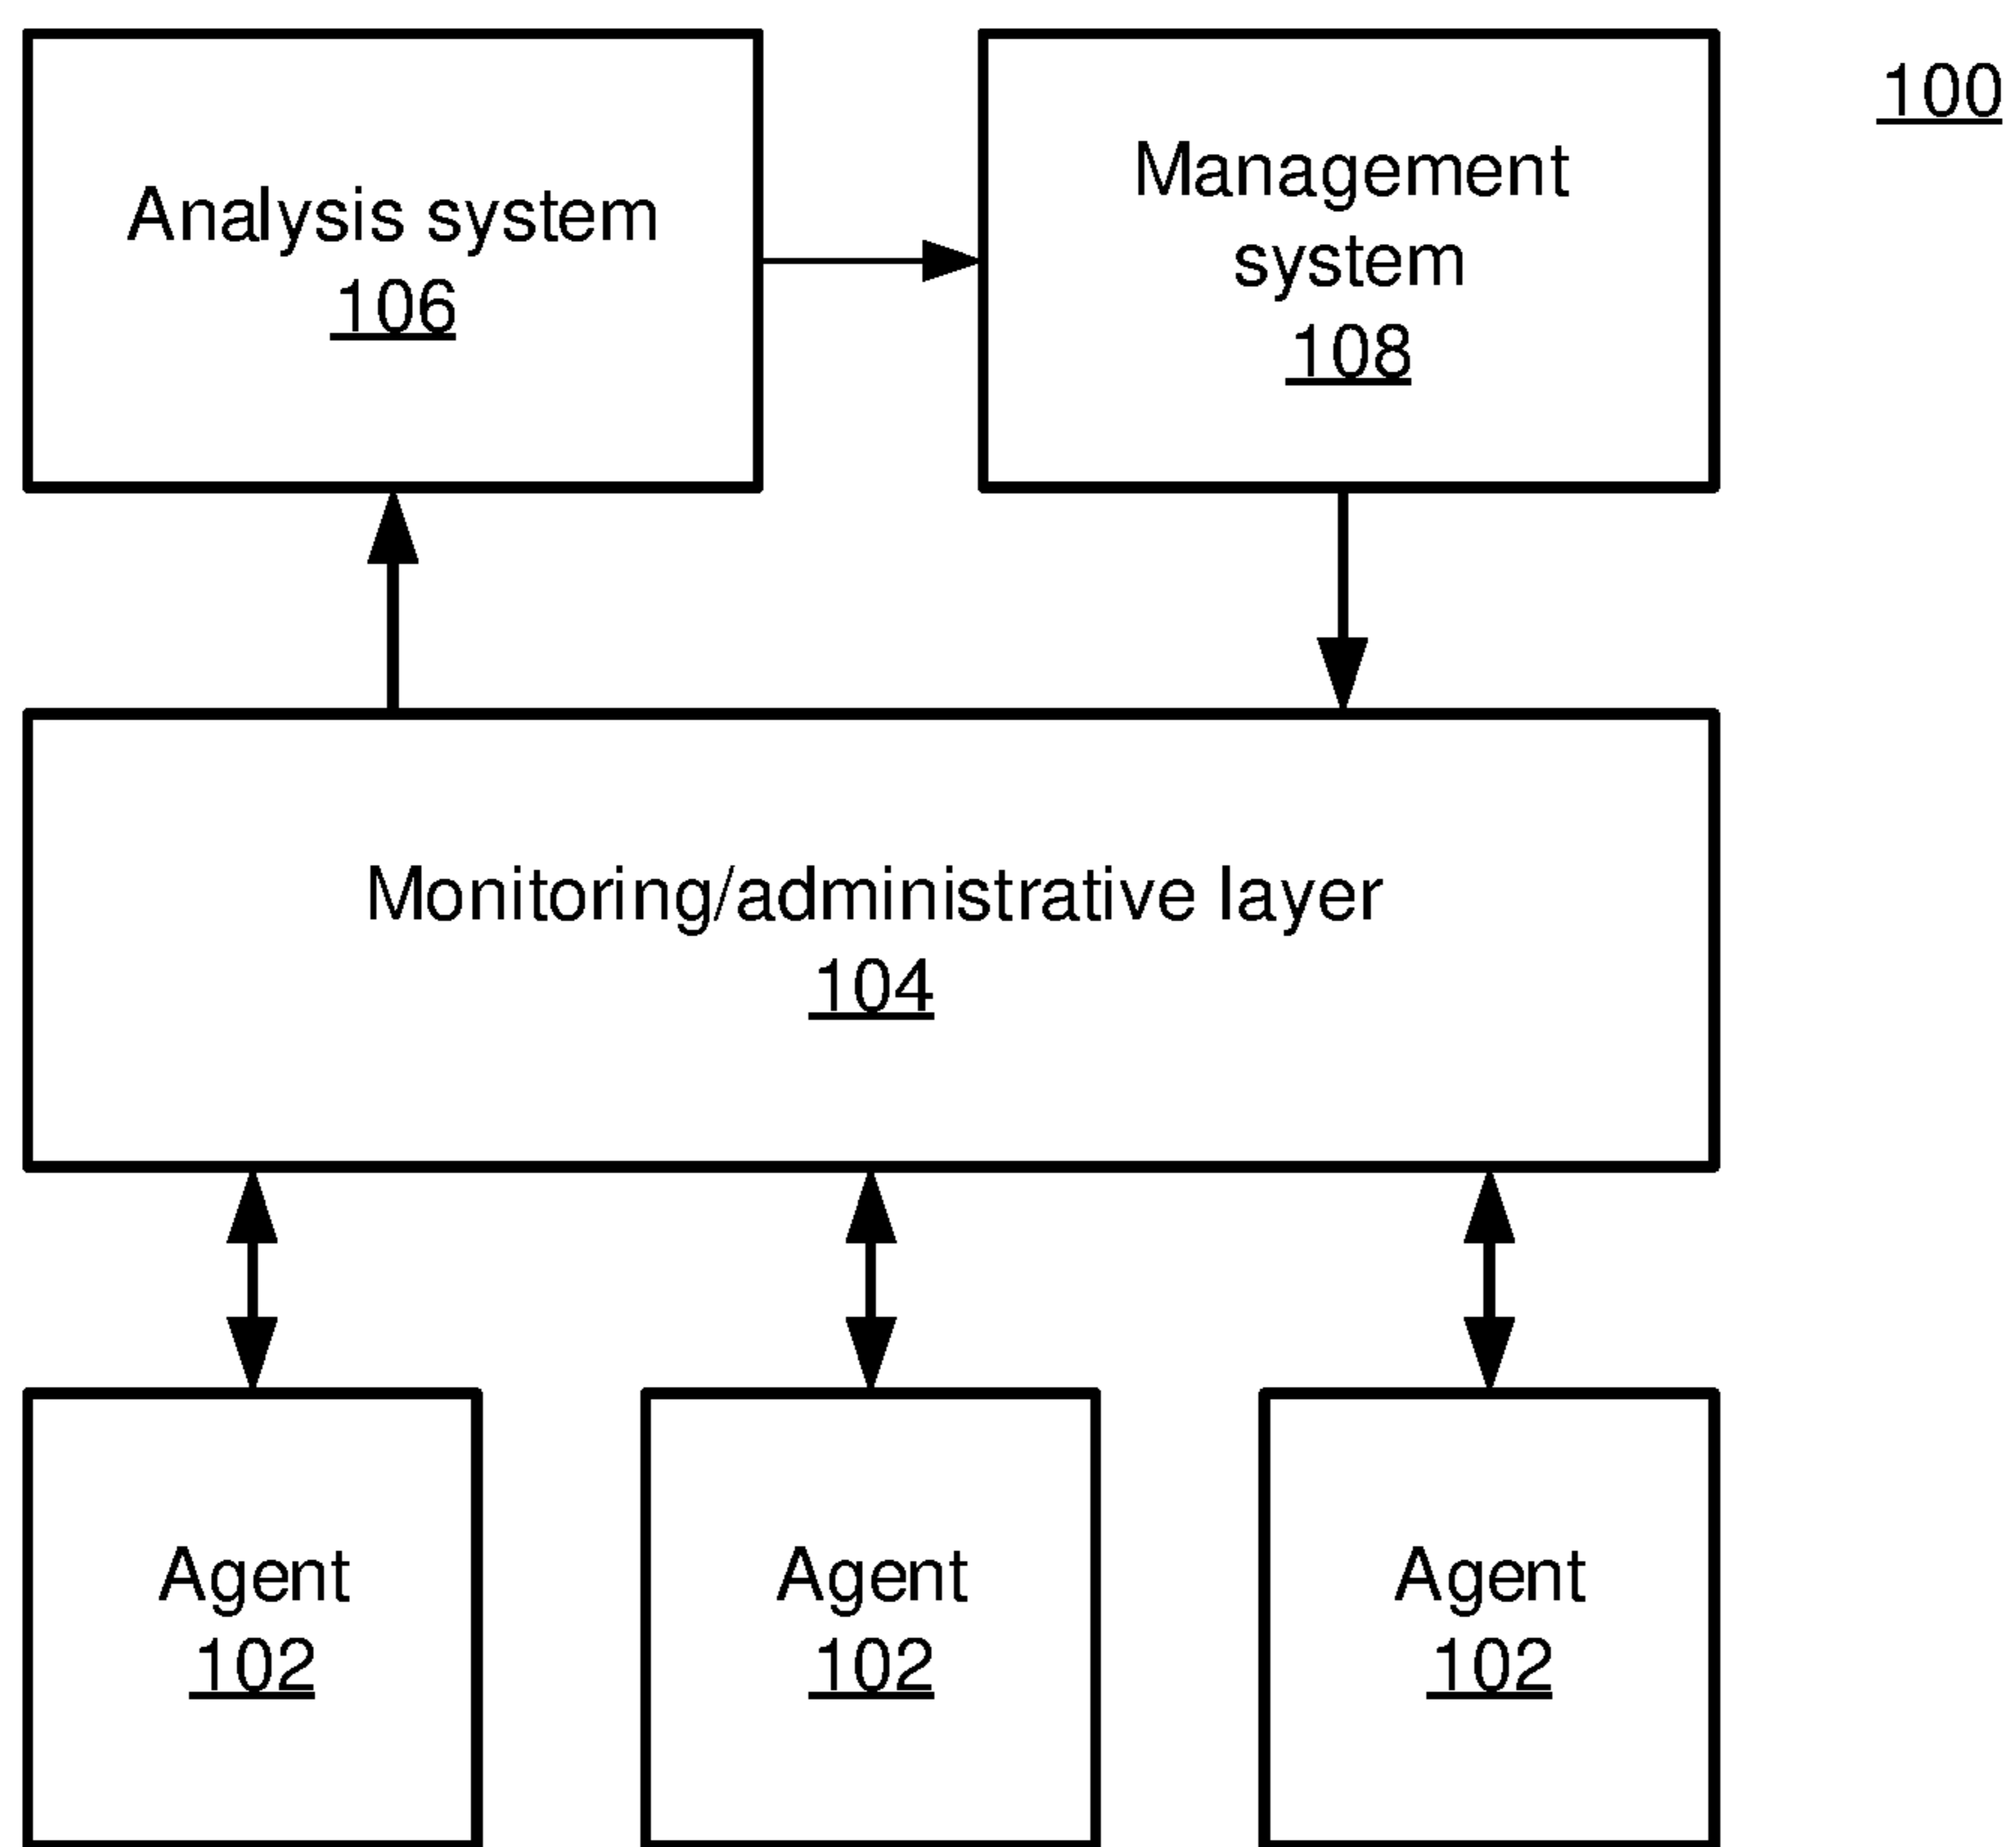 100
Analysis system
106
Management
system
108
Monitoring/administrative layer
104
Agent
102
Agent
102
Agent
102